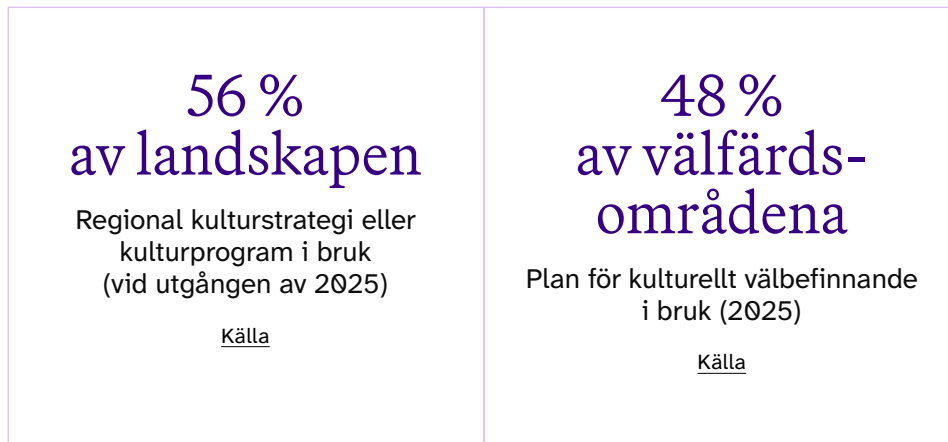 56 %
av landskapen
Regional kulturstrategi eller
kulturprogram i bruk
(vid utgången av 2025)
Källa
48 %
av välfärds-
områdena
Plan för kulturellt välbefinnande
i bruk (2025)
Källa